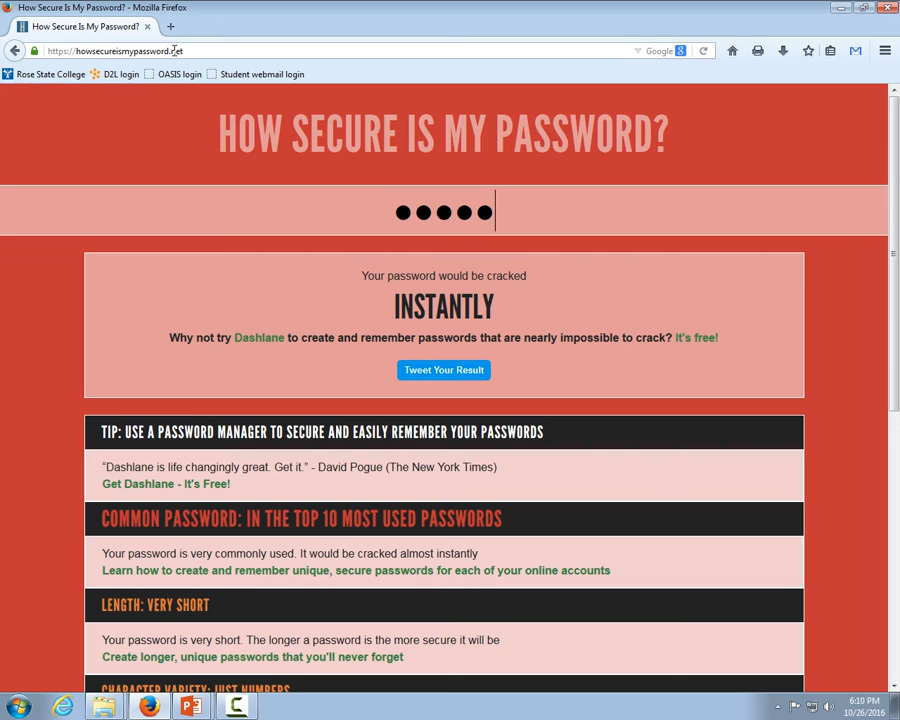 How Secure Is My Password? - Mozilla Firefox
How Secure Is My Password?
https://howsecureismypassword.net
Google
Rose State College D2L login OASIS login Student webmail login
HOW SECURE IS MY PASSWORD?
Your password would be cracked
INSTANTLY
Why not try Dashlane to create and remember passwords that are nearly impossible to crack? It's free!
Tweet Your Result
TIP: USE A PASSWORD MANAGER TO SECURE AND EASILY REMEMBER YOUR PASSWORDS
“Dashlane is life changingly great. Get it.” - David Pogue (The New York Times)
Get Dashlane - It's Free!
COMMON PASSWORD: IN THE TOP 10 MOST USED PASSWORDS
Your password is very commonly used. It would be cracked almost instantly
Learn how to create and remember unique, secure passwords for each of your online accounts
LENGTH: VERY SHORT
Your password is very short. The longer a password is the more secure it will be
Create longer, unique passwords that you'll never forget
CHARACTER VARIETY: JUST NUMBERS
6:10 PM
10/26/2016